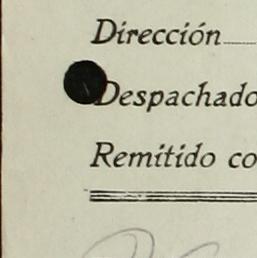 Dirección
Despachado
Remitido co